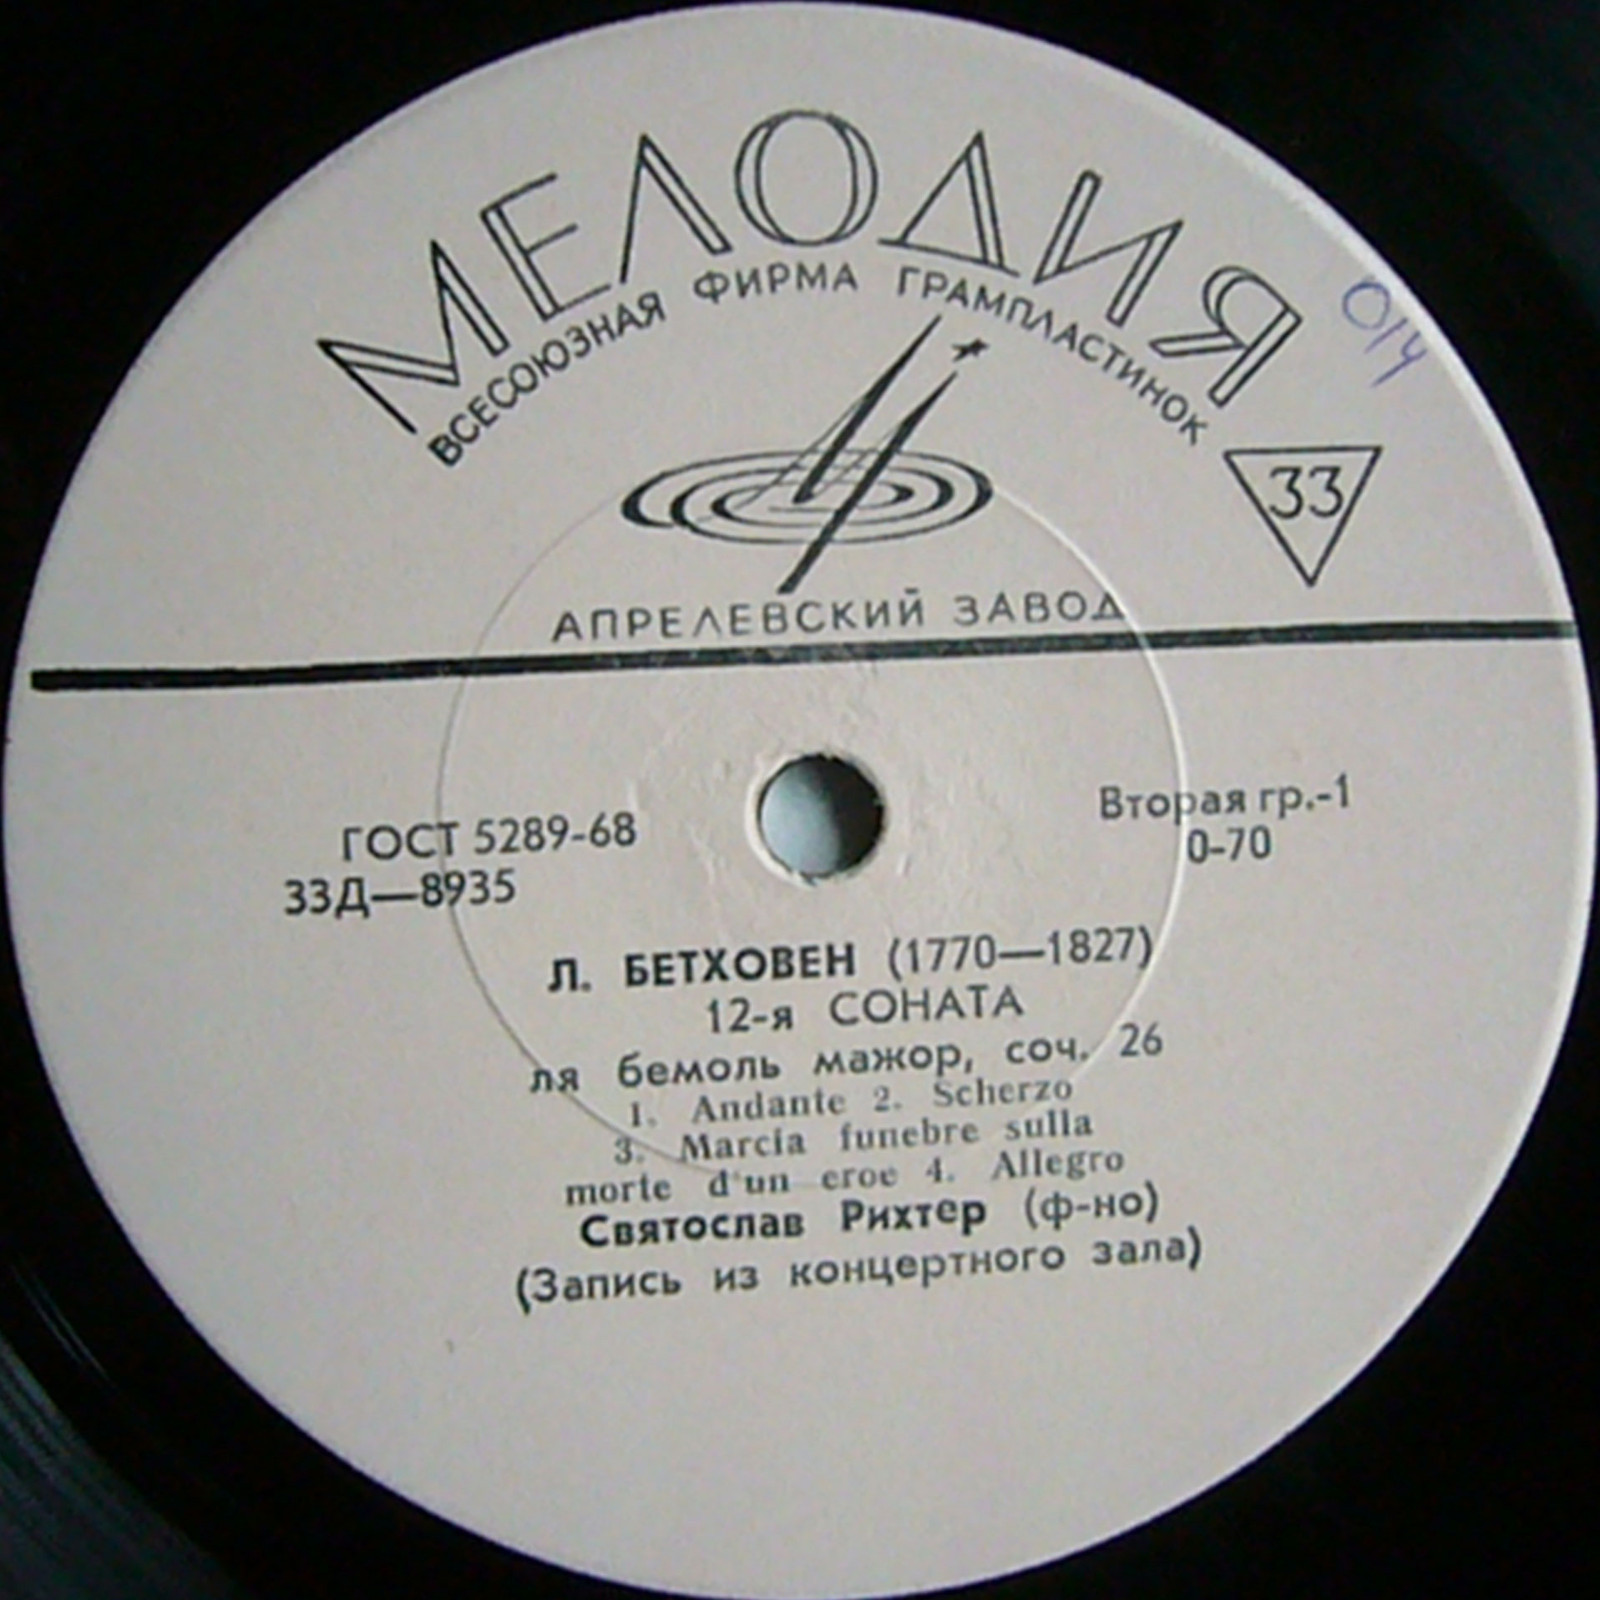 МЕЛОДИЯ
ВСЕСОЮЗНАЯ ФИРМА ГРАМПЛАСТИНОК
33
АПРЕЛЕВСКИЙ ЗАВОД
ГОСТ 5289-68
33Д—8935
Вторая гр.-1
0-70
Л. БЕТХОВЕН (1770—1827)
12-я СОНАТА
ля бемоль мажор, соч. 26
1. Andante 2. Scherzo
3. Marcia funebre sulla
morte d'un eroe 4. Allegro
Святослав Рихтер (ф-но)
(Запись из концертного зала)